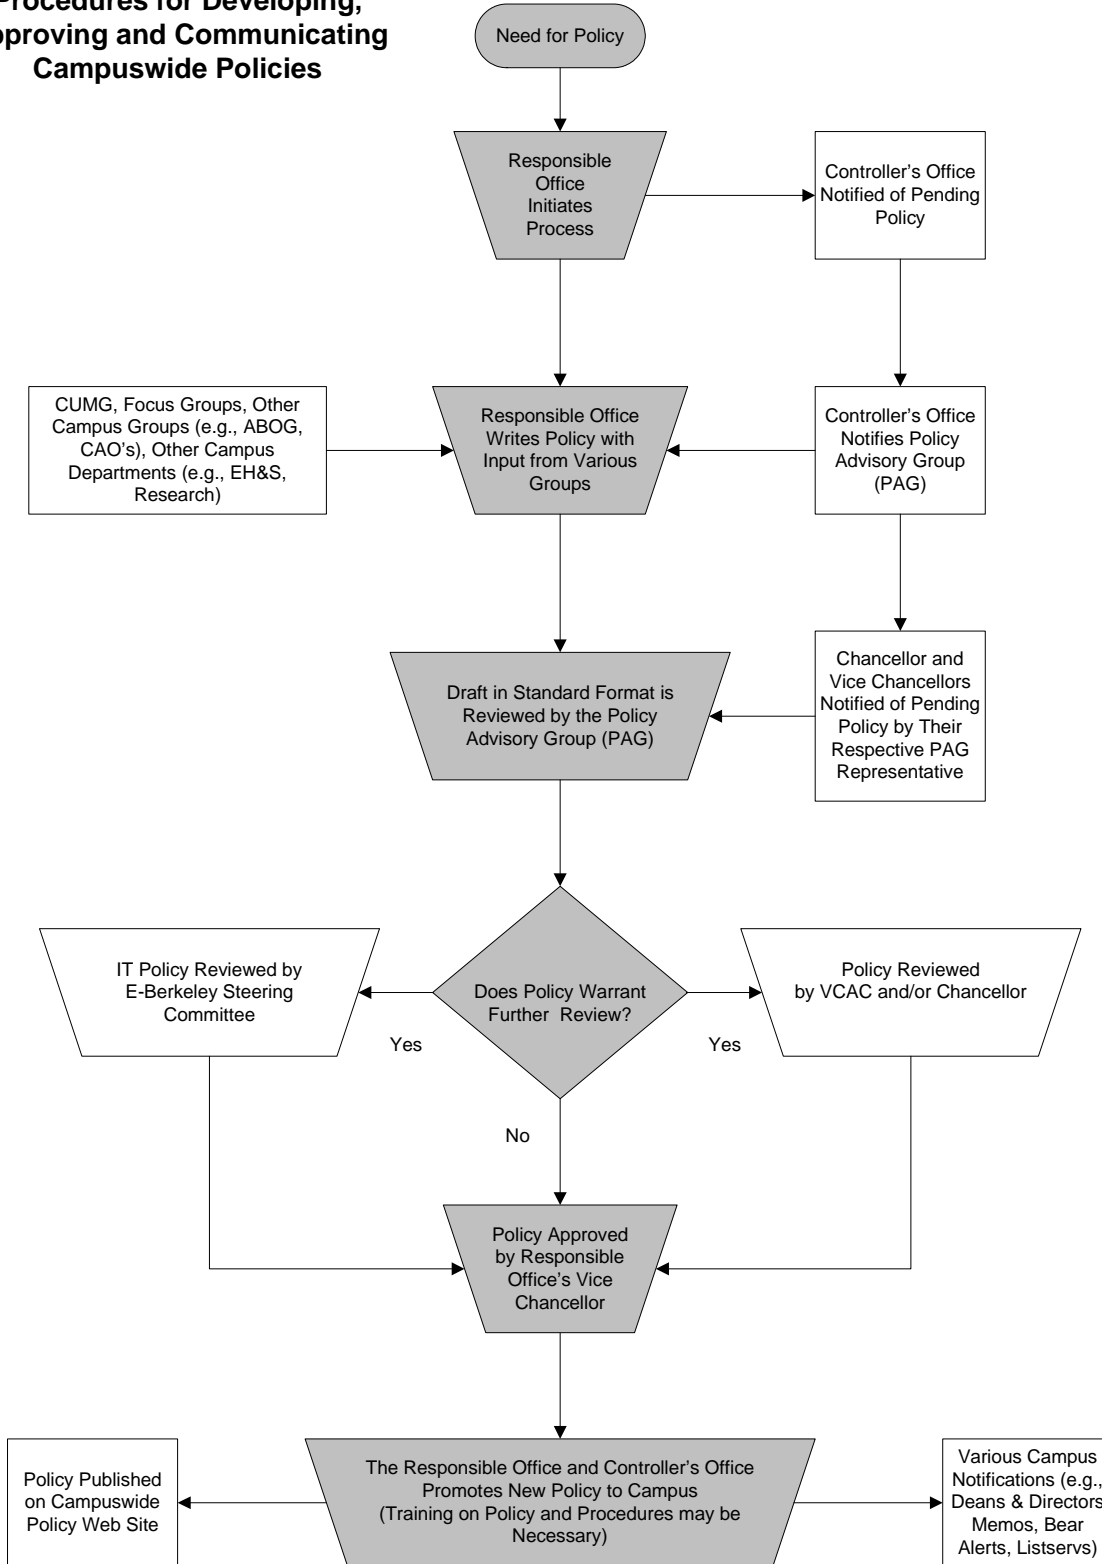 Procedures for Developing,
Approving and Communicating
Campuswide Policies
Need for Policy
Responsible
Office
Initiates
Process
Controller's Office
Notified of Pending
Policy
CUMG, Focus Groups, Other
Campus Groups (e.g., ABOG,
CAO's), Other Campus
Departments (e.g., EH&S,
Research)
Responsible Office
Writes Policy with
Input from Various
Groups
Controller's Office
Notifies Policy
Advisory Group
(PAG)
Draft in Standard Format is
Reviewed by the Policy
Advisory Group (PAG)
Chancellor and
Vice Chancellors
Notified of Pending
Policy by Their
Respective PAG
Representative
IT Policy Reviewed by
E-Berkeley Steering
Committee
Does Policy Warrant
Further Review?
Policy Reviewed
by VCAC and/or Chancellor
Yes
Yes
No
Policy Approved
by Responsible
Office's Vice
Chancellor
Policy Published
on Campuswide
Policy Web Site
The Responsible Office and Controller's Office
Promotes New Policy to Campus
(Training on Policy and Procedures may be
Necessary)
Various Campus
Notifications (e.g.,
Deans & Directors
Memos, Bear
Alerts, Listservs)